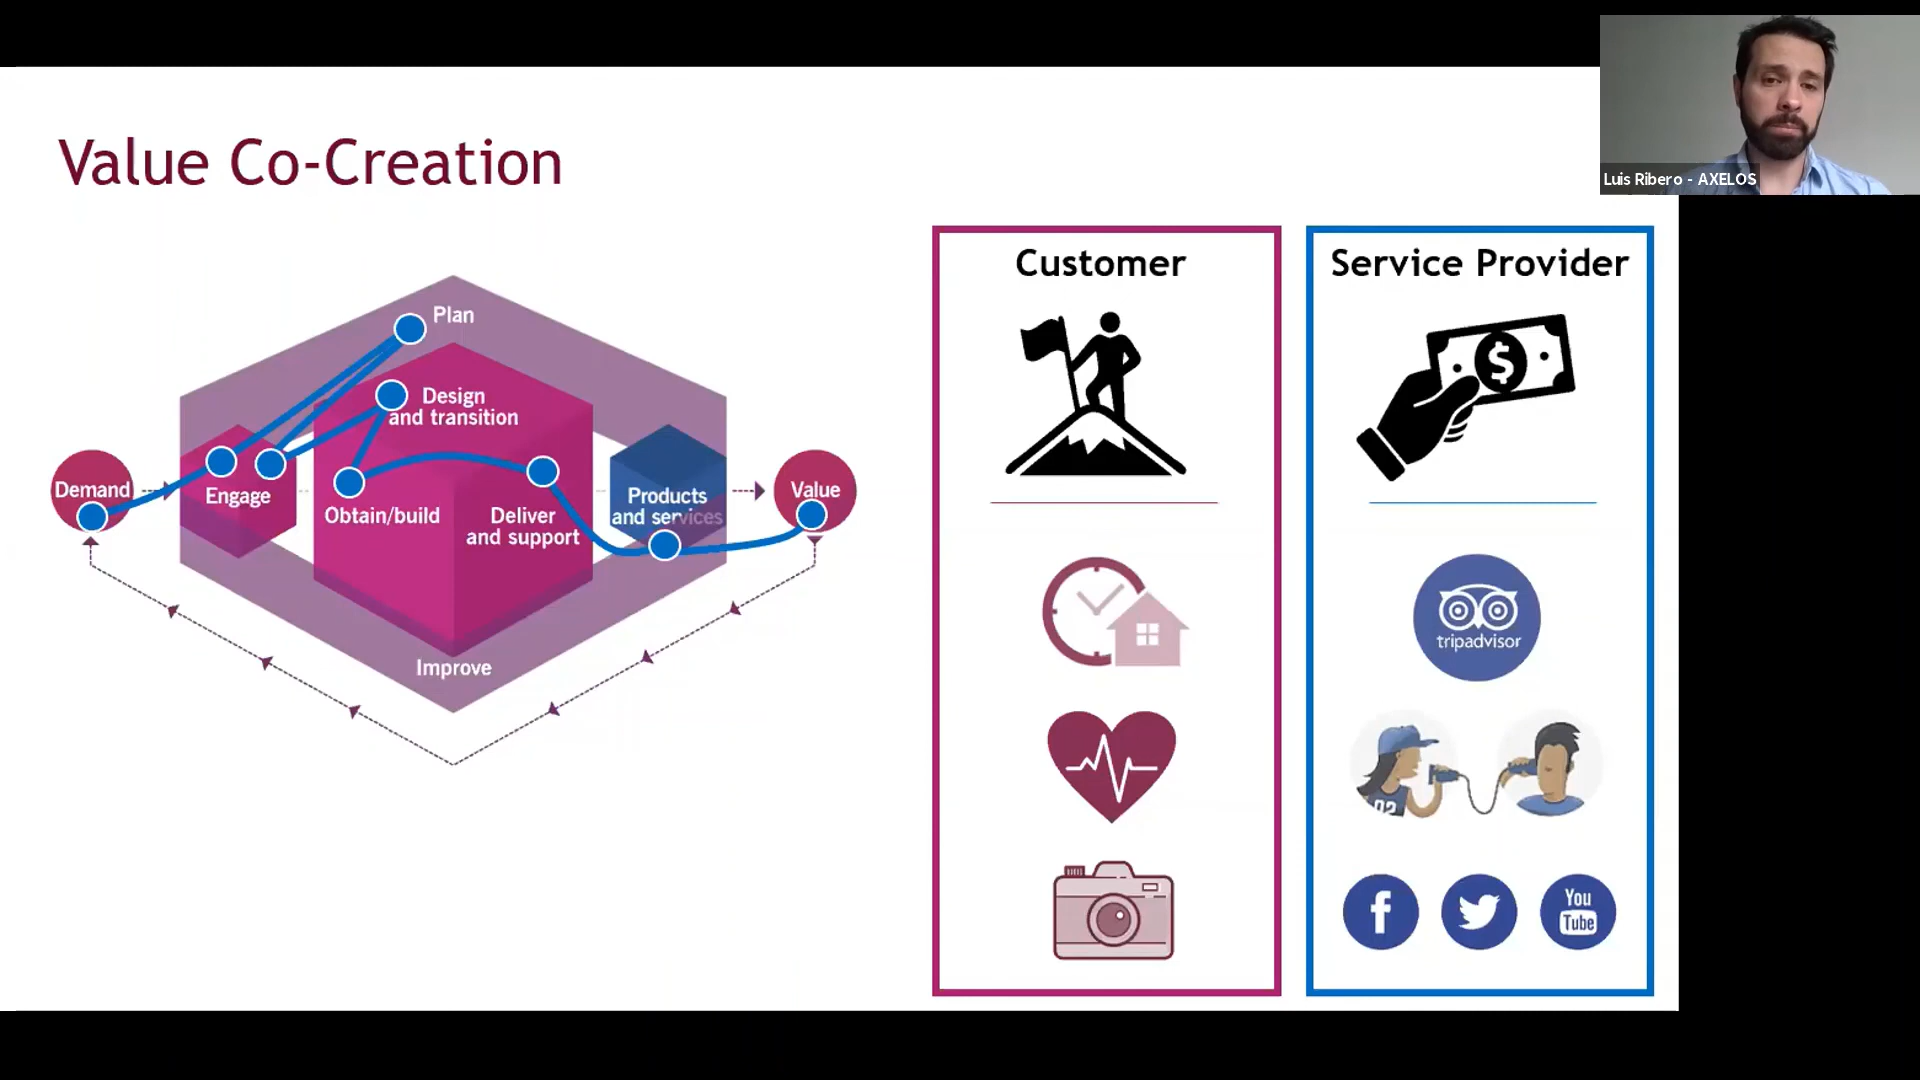 Luis Ribero - AXELOS
Value Co-Creation
Plan
Design
and transition
Demand
Engage
Obtain/build
Deliver
and support
Products
and services
Value
Improve
Customer
Service Provider
$
tripadvisor
92
f
You
Tube